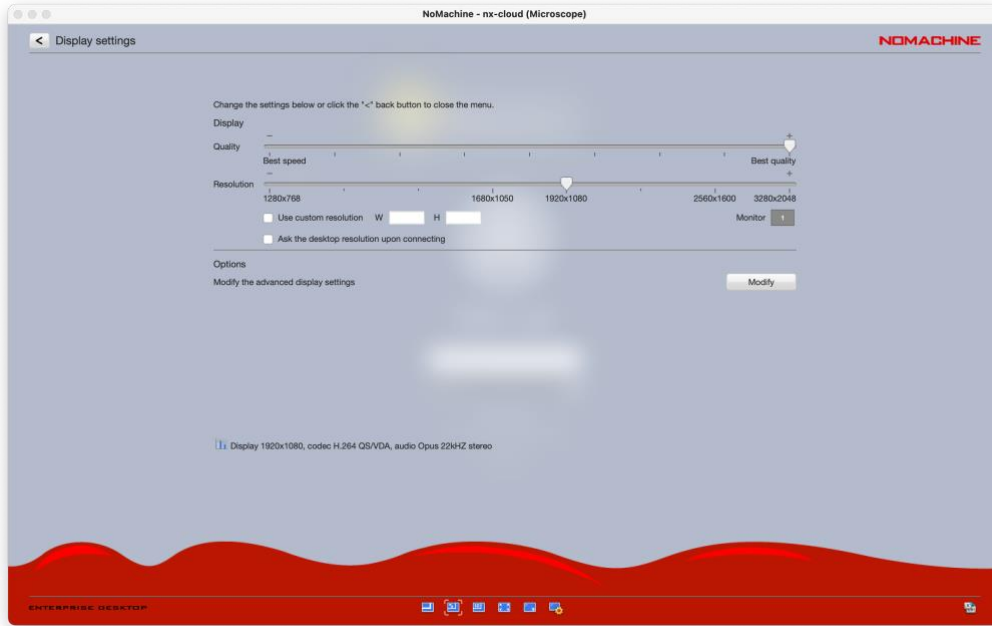 NoMachine - nx-cloud (Microscope)
< Display settings
NOMACHINE
Change the settings below or click the "<" back button to close the menu.
Display
− +
Quality
Best speed Best quality
− +
Resolution
1280x768 1680x1050 1920x1080 2560x1600 3280x2048
Use custom resolution W H Monitor 1
Ask the desktop resolution upon connecting
Options
Modify the advanced display settings Modify
Display 1920x1080, codec H.264 QS/VDA, audio Opus 22kHZ stereo
ENTERPRISE DESKTOP